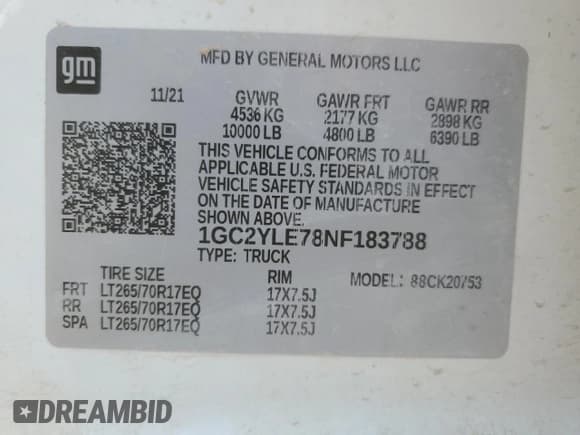 gm
MFD BY GENERAL MOTORS LLC
11/21 GVWR GAWR FRT GAWR RR
4536 KG 2177 KG 2898 KG
10000 LB 4800 LB 6390 LB
THIS VEHICLE CONFORMS TO ALL
APPLICABLE U.S. FEDERAL MOTOR
VEHICLE SAFETY STANDARDS IN EFFECT
ON THE DATE OF MANUFACTURE
SHOWN ABOVE.
1GC2YLE78NF183788
TYPE: TRUCK
TIRE SIZE RIM MODEL: 88CK20753
FRT LT265/70R17EQ 17X7.5J
RR LT265/70R17EQ 17X7.5J
SPA LT265/70R17EQ 17X7.5J
DREAMBID